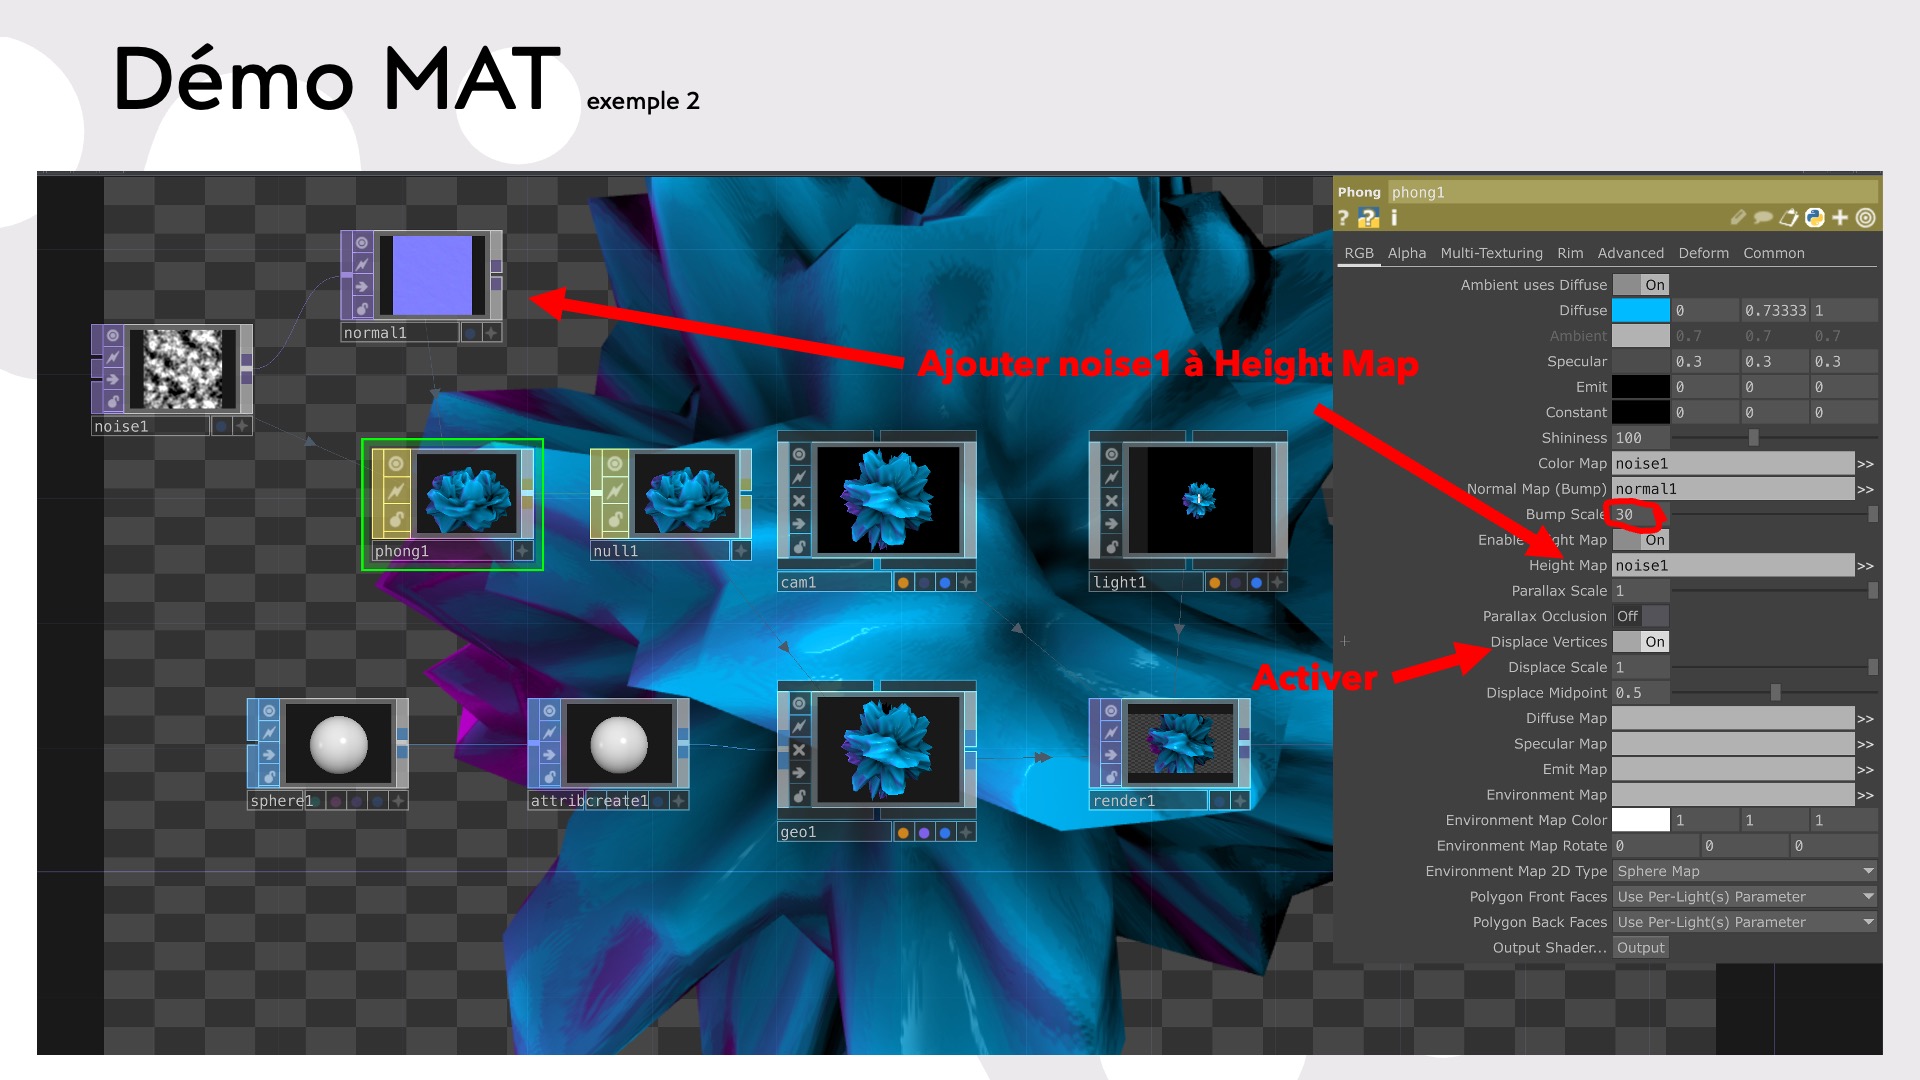 Démo MAT exemple 2
Phong phong1
? ? i
RGB Alpha Multi-Texturing Rim Advanced Deform Common
Ambient uses Diffuse On
Diffuse 0 0.73333 1
Ambient 0.7 0.7 0.7
Specular 0.3 0.3 0.3
Emit 0 0 0
Constant 0 0 0
Shininess 100
Color Map noise1 >>
Normal Map (Bump) normal1 >>
Bump Scale 30
Enable ght Map On
Height Map noise1 >>
Parallax Scale 1
Parallax Occlusion Off
Displace Vertices On
Displace Scale 1
Displace Midpoint 0.5
Diffuse Map >>
Specular Map >>
Emit Map >>
Environment Map >>
Environment Map Color 1 1 1
Environment Map Rotate 0 0 0
Environment Map 2D Type Sphere Map
Polygon Front Faces Use Per-Light(s) Parameter
Polygon Back Faces Use Per-Light(s) Parameter
Output Shader... Output
normal1
Ajouter noise1 à Height Map
noise1
phong1
null1
cam1
light1
Activer
sphere1
attribcreate1
geo1
render1